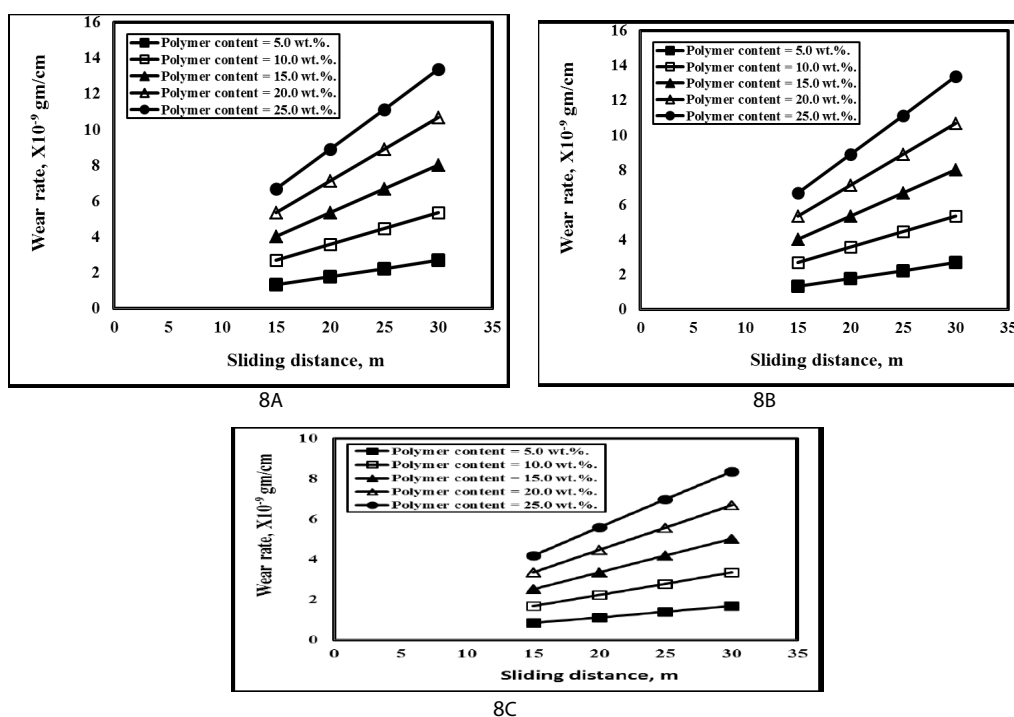 16
14
12
10
8
6
4
2
0
Wear rate, X10⁻⁹ gm/cm
Polymer content = 5.0 wt.%.
Polymer content = 10.0 wt.%.
Polymer content = 15.0 wt.%.
Polymer content = 20.0 wt.%.
Polymer content = 25.0 wt.%.
0 5 10 15 20 25 30 35
Sliding distance, m
8A
16
14
12
10
8
6
4
2
0
Wear rate, X10⁻⁹ gm/cm
Polymer content = 5.0 wt.%.
Polymer content = 10.0 wt.%.
Polymer content = 15.0 wt.%.
Polymer content = 20.0 wt.%.
Polymer content = 25.0 wt.%.
0 5 10 15 20 25 30 35
Sliding distance, m
8B
10
8
6
4
2
0
Wear rate, X10⁻⁹ gm/cm
Polymer content = 5.0 wt.%.
Polymer content = 10.0 wt.%.
Polymer content = 15.0 wt.%.
Polymer content = 20.0 wt.%.
Polymer content = 25.0 wt.%.
0 5 10 15 20 25 30 35
Sliding distance, m
8C